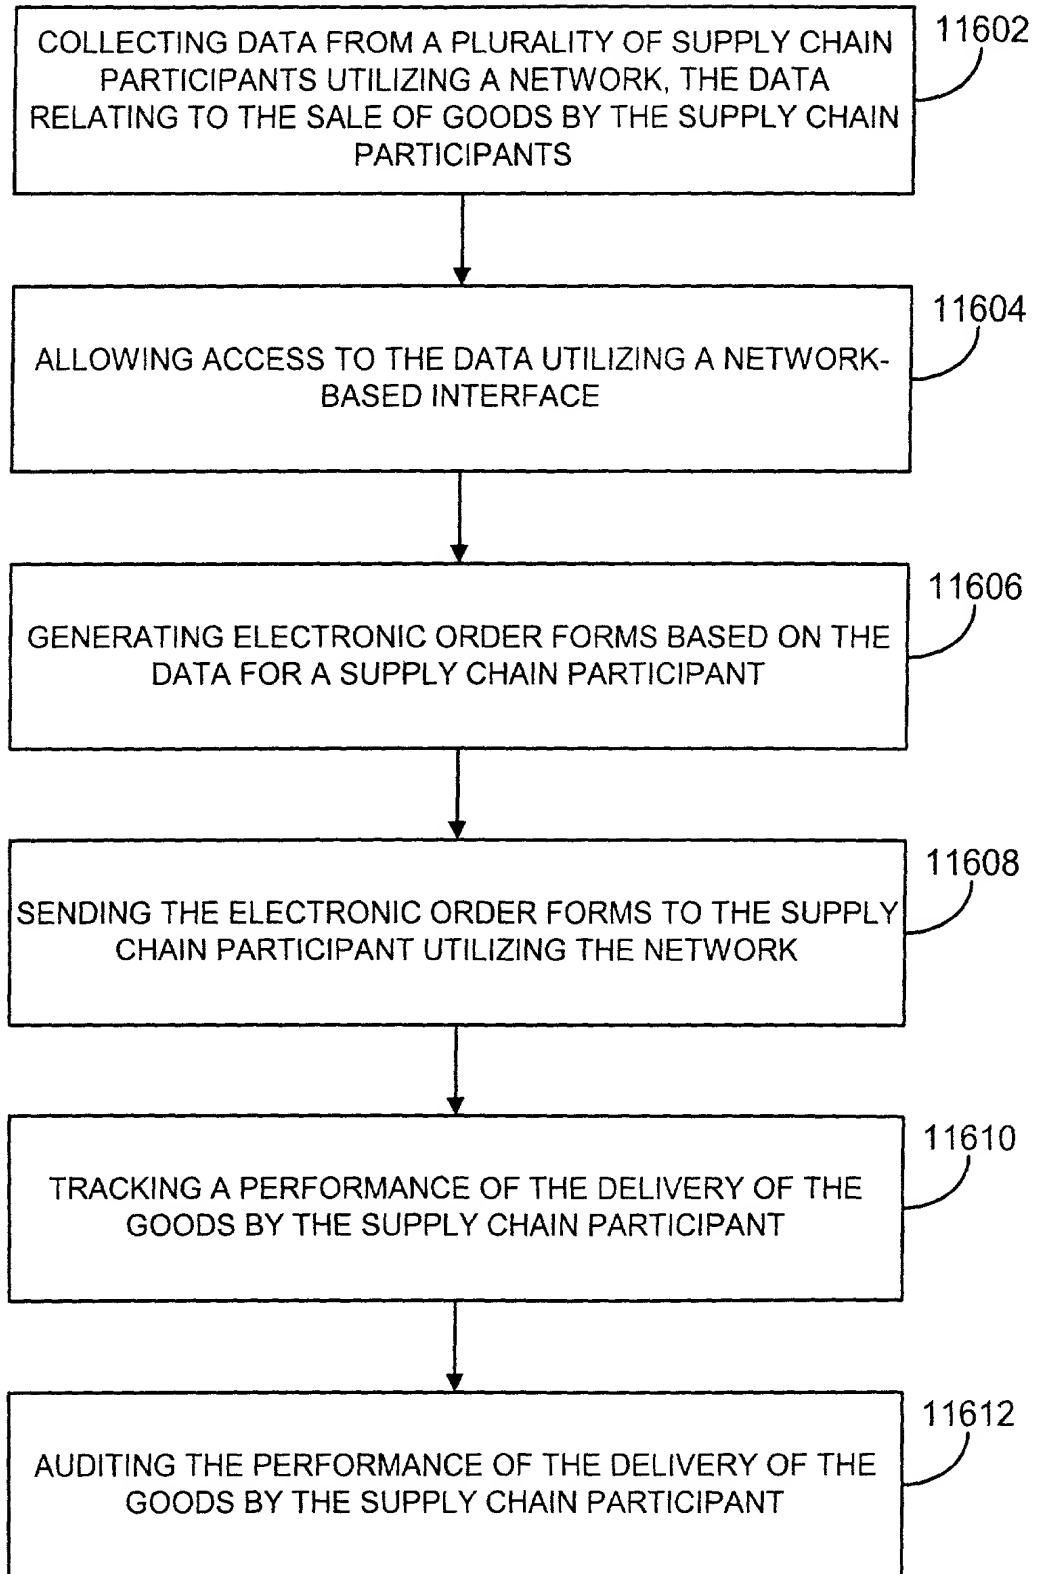 COLLECTING DATA FROM A PLURALITY OF SUPPLY CHAIN
PARTICIPANTS UTILIZING A NETWORK, THE DATA
RELATING TO THE SALE OF GOODS BY THE SUPPLY CHAIN
PARTICIPANTS
11602
ALLOWING ACCESS TO THE DATA UTILIZING A NETWORK-
BASED INTERFACE
11604
GENERATING ELECTRONIC ORDER FORMS BASED ON THE
DATA FOR A SUPPLY CHAIN PARTICIPANT
11606
SENDING THE ELECTRONIC ORDER FORMS TO THE SUPPLY
CHAIN PARTICIPANT UTILIZING THE NETWORK
11608
TRACKING A PERFORMANCE OF THE DELIVERY OF THE
GOODS BY THE SUPPLY CHAIN PARTICIPANT
11610
AUDITING THE PERFORMANCE OF THE DELIVERY OF THE
GOODS BY THE SUPPLY CHAIN PARTICIPANT
11612